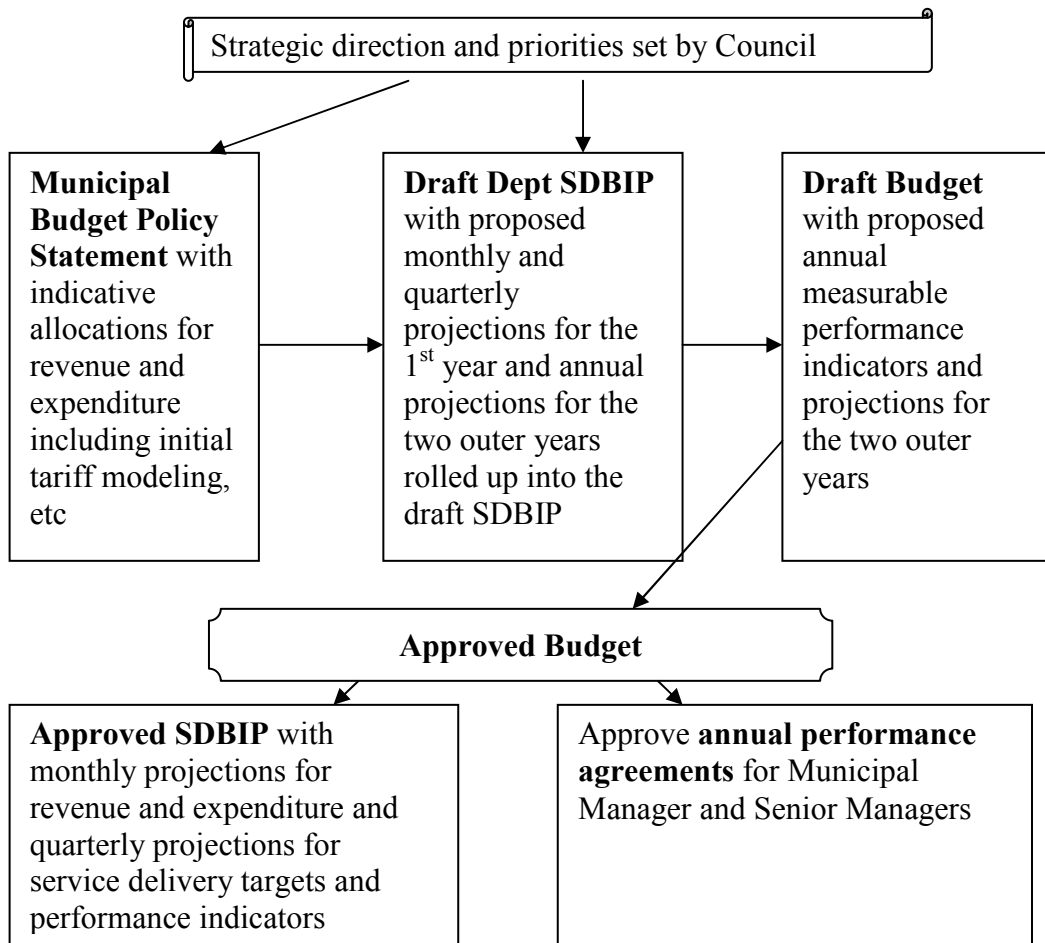 Strategic direction and priorities set by Council
Municipal
Budget Policy
Statement with
indicative
allocations for
revenue and
expenditure
including initial
tariff modeling,
etc
Draft Dept SDBIP
with proposed
monthly and
quarterly
projections for the
1st year and annual
projections for the
two outer years
rolled up into the
draft SDBIP
Draft Budget
with proposed
annual
measurable
performance
indicators and
projections for
the two outer
years
Approved Budget
Approved SDBIP with
monthly projections for
revenue and expenditure and
quarterly projections for
service delivery targets and
performance indicators
Approve annual performance
agreements for Municipal
Manager and Senior Managers